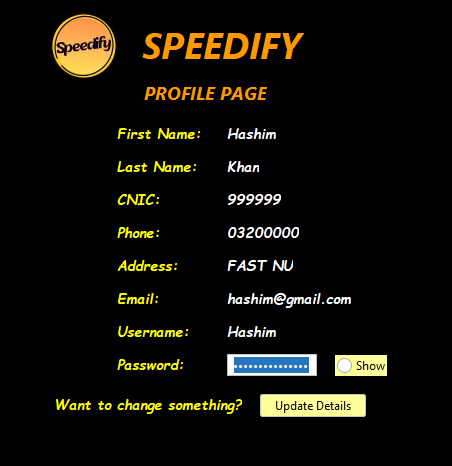 Speedify
SPEEDIFY
PROFILE PAGE
First Name: Hashim
Last Name: Khan
CNIC: 999999
Phone: 03200000
Address: FAST NU
Email: hashim@gmail.com
Username: Hashim
Password: •••••••••••••••• Show
Want to change something? Update Details